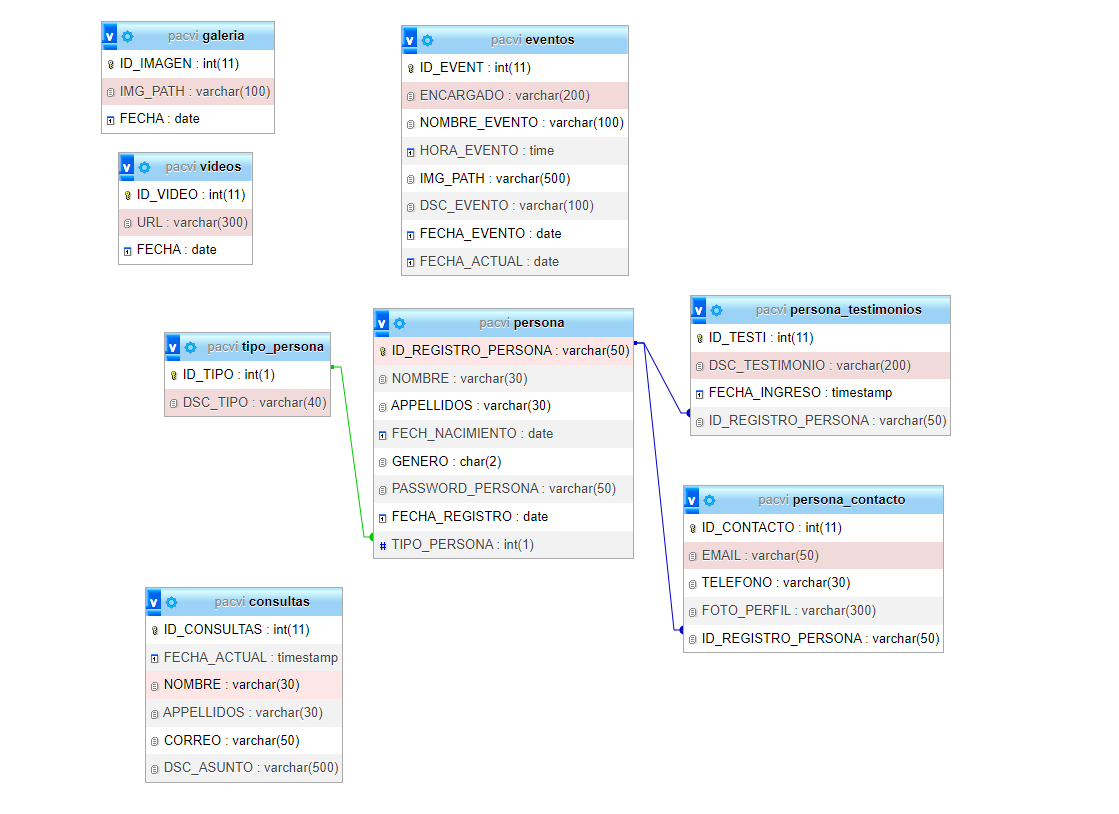 v pacvi galeria
ID_IMAGEN : int(11)
IMG_PATH : varchar(100)
FECHA : date
v pacvi eventos
ID_EVENT : int(11)
ENCARGADO : varchar(200)
NOMBRE_EVENTO : varchar(100)
HORA_EVENTO : time
IMG_PATH : varchar(500)
DSC_EVENTO : varchar(100)
FECHA_EVENTO : date
FECHA_ACTUAL : date
v pacvi videos
ID_VIDEO : int(11)
URL : varchar(300)
FECHA : date
v pacvi tipo_persona
ID_TIPO : int(1)
DSC_TIPO : varchar(40)
v pacvi persona
ID_REGISTRO_PERSONA : varchar(50)
NOMBRE : varchar(30)
APPELLIDOS : varchar(30)
FECH_NACIMIENTO : date
GENERO : char(2)
PASSWORD_PERSONA : varchar(50)
FECHA_REGISTRO : date
# TIPO_PERSONA : int(1)
v pacvi persona_testimonios
ID_TESTI : int(11)
DSC_TESTIMONIO : varchar(200)
FECHA_INGRESO : timestamp
ID_REGISTRO_PERSONA : varchar(50)
v pacvi persona_contacto
ID_CONTACTO : int(11)
EMAIL : varchar(50)
TELEFONO : varchar(30)
FOTO_PERFIL : varchar(300)
ID_REGISTRO_PERSONA : varchar(50)
v pacvi consultas
ID_CONSULTAS : int(11)
FECHA_ACTUAL : timestamp
NOMBRE : varchar(30)
APPELLIDOS : varchar(30)
CORREO : varchar(50)
DSC_ASUNTO : varchar(500)